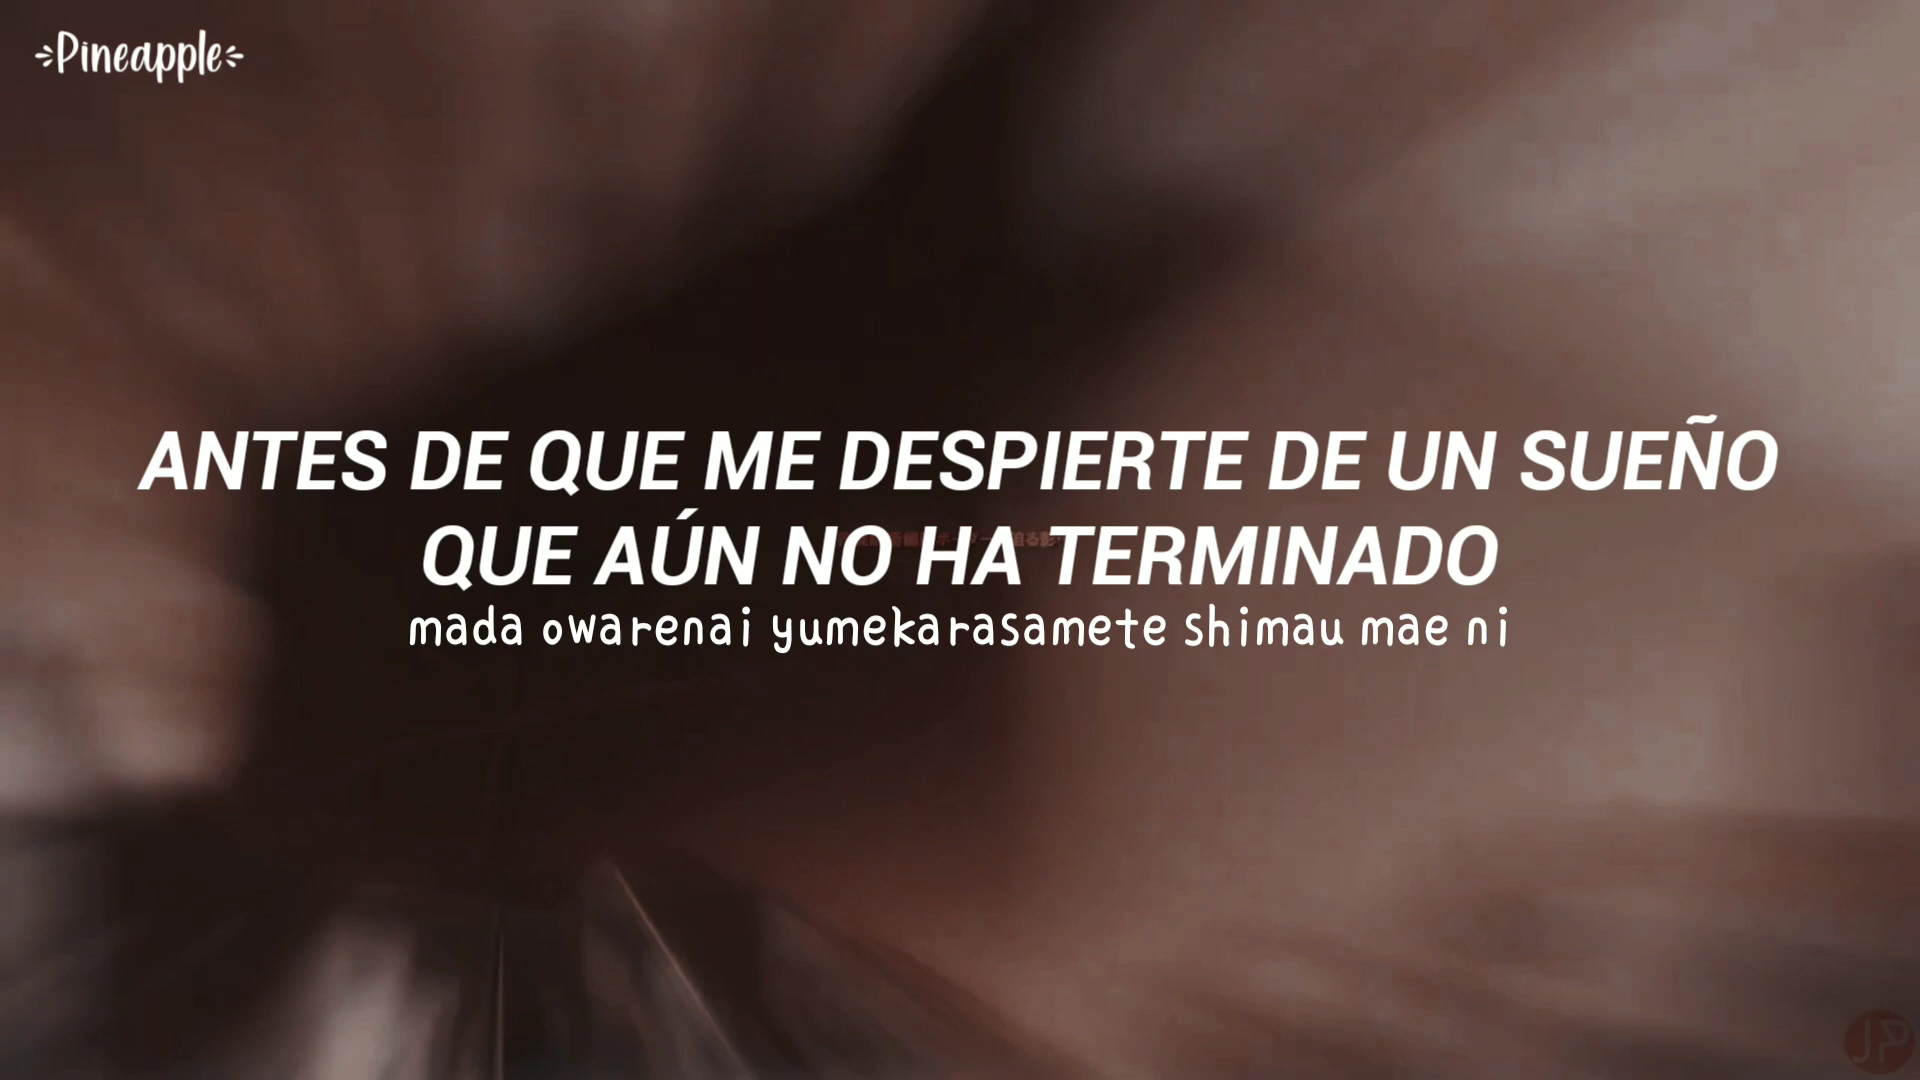 Pineapple
ANTES DE QUE ME DESPIERTE DE UN SUEÑO
QUE AÚN NO HA TERMINADO
mada owarenai yumekarasamete shimau mae ni
JP